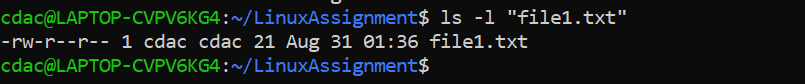 cdac@LAPTOP-CVPV6KG4:~/LinuxAssignment$ ls -l "file1.txt"
-rw-r--r-- 1 cdac cdac 21 Aug 31 01:36 file1.txt
cdac@LAPTOP-CVPV6KG4:~/LinuxAssignment$